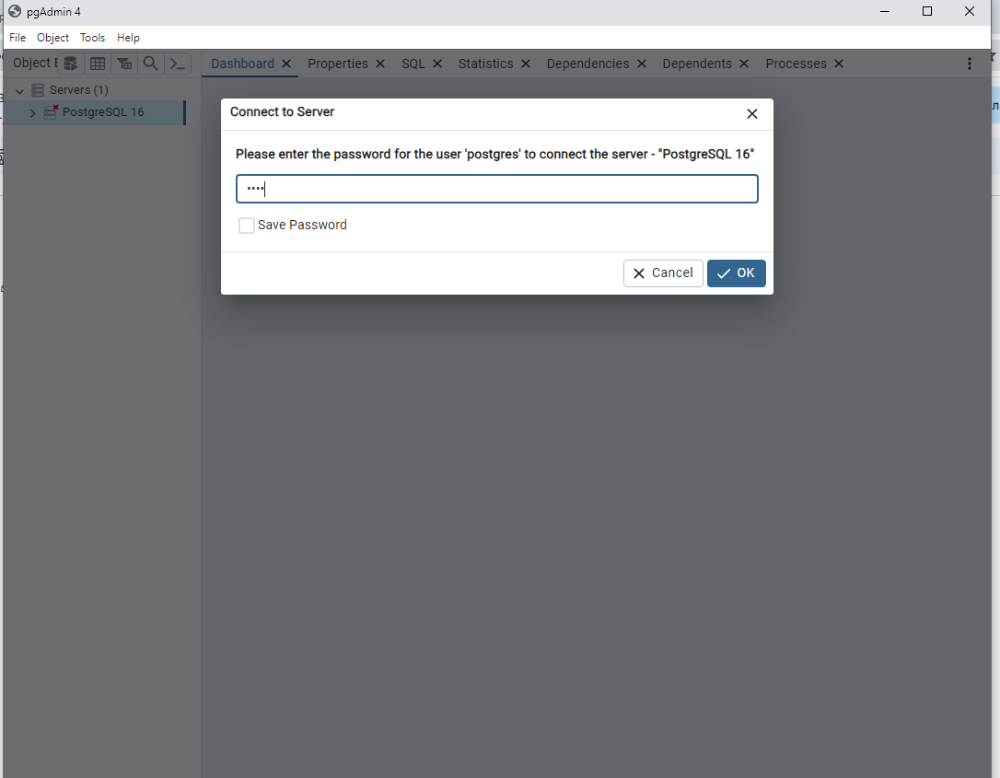 pgAdmin 4
File Object Tools Help
Object
Dashboard Properties SQL Statistics Dependencies Dependents Processes
Servers (1)
PostgreSQL 16
Connect to Server
Please enter the password for the user 'postgres' to connect the server - "PostgreSQL 16"
••••
Save Password
Cancel OK